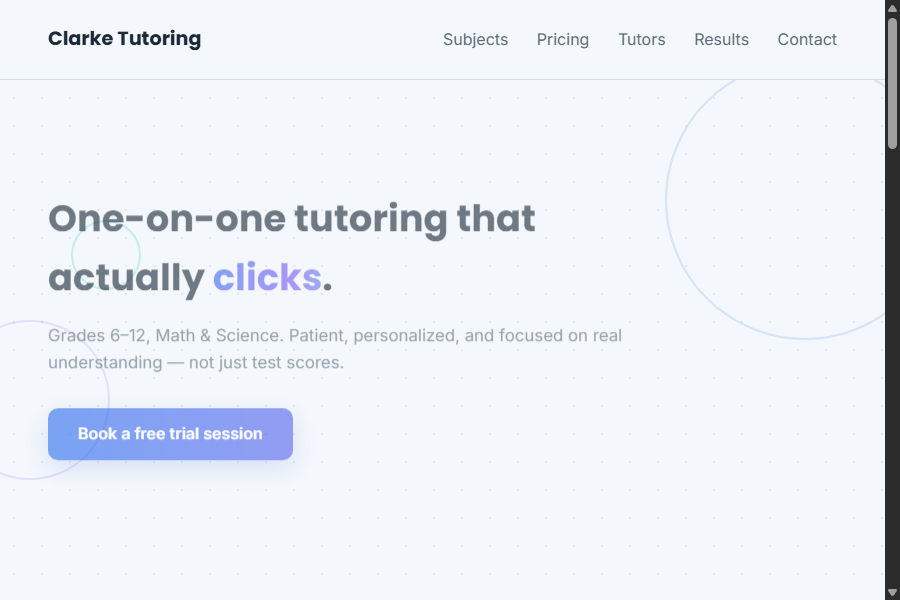 Clarke Tutoring
Subjects Pricing Tutors Results Contact
One-on-one tutoring that
actually clicks.
Grades 6–12, Math & Science. Patient, personalized, and focused on real
understanding — not just test scores.
Book a free trial session